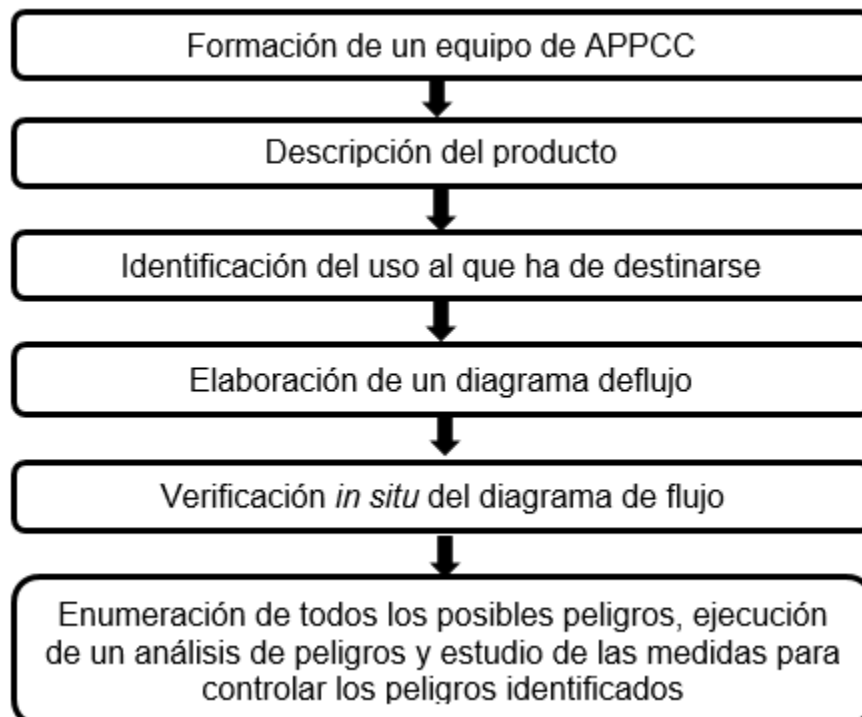 Formación de un equipo de APPCC
Descripción del producto
Identificación del uso al que ha de destinarse
Elaboración de un diagrama deflujo
Verificación in situ del diagrama de flujo
Enumeración de todos los posibles peligros, ejecución
de un análisis de peligros y estudio de las medidas para
controlar los peligros identificados